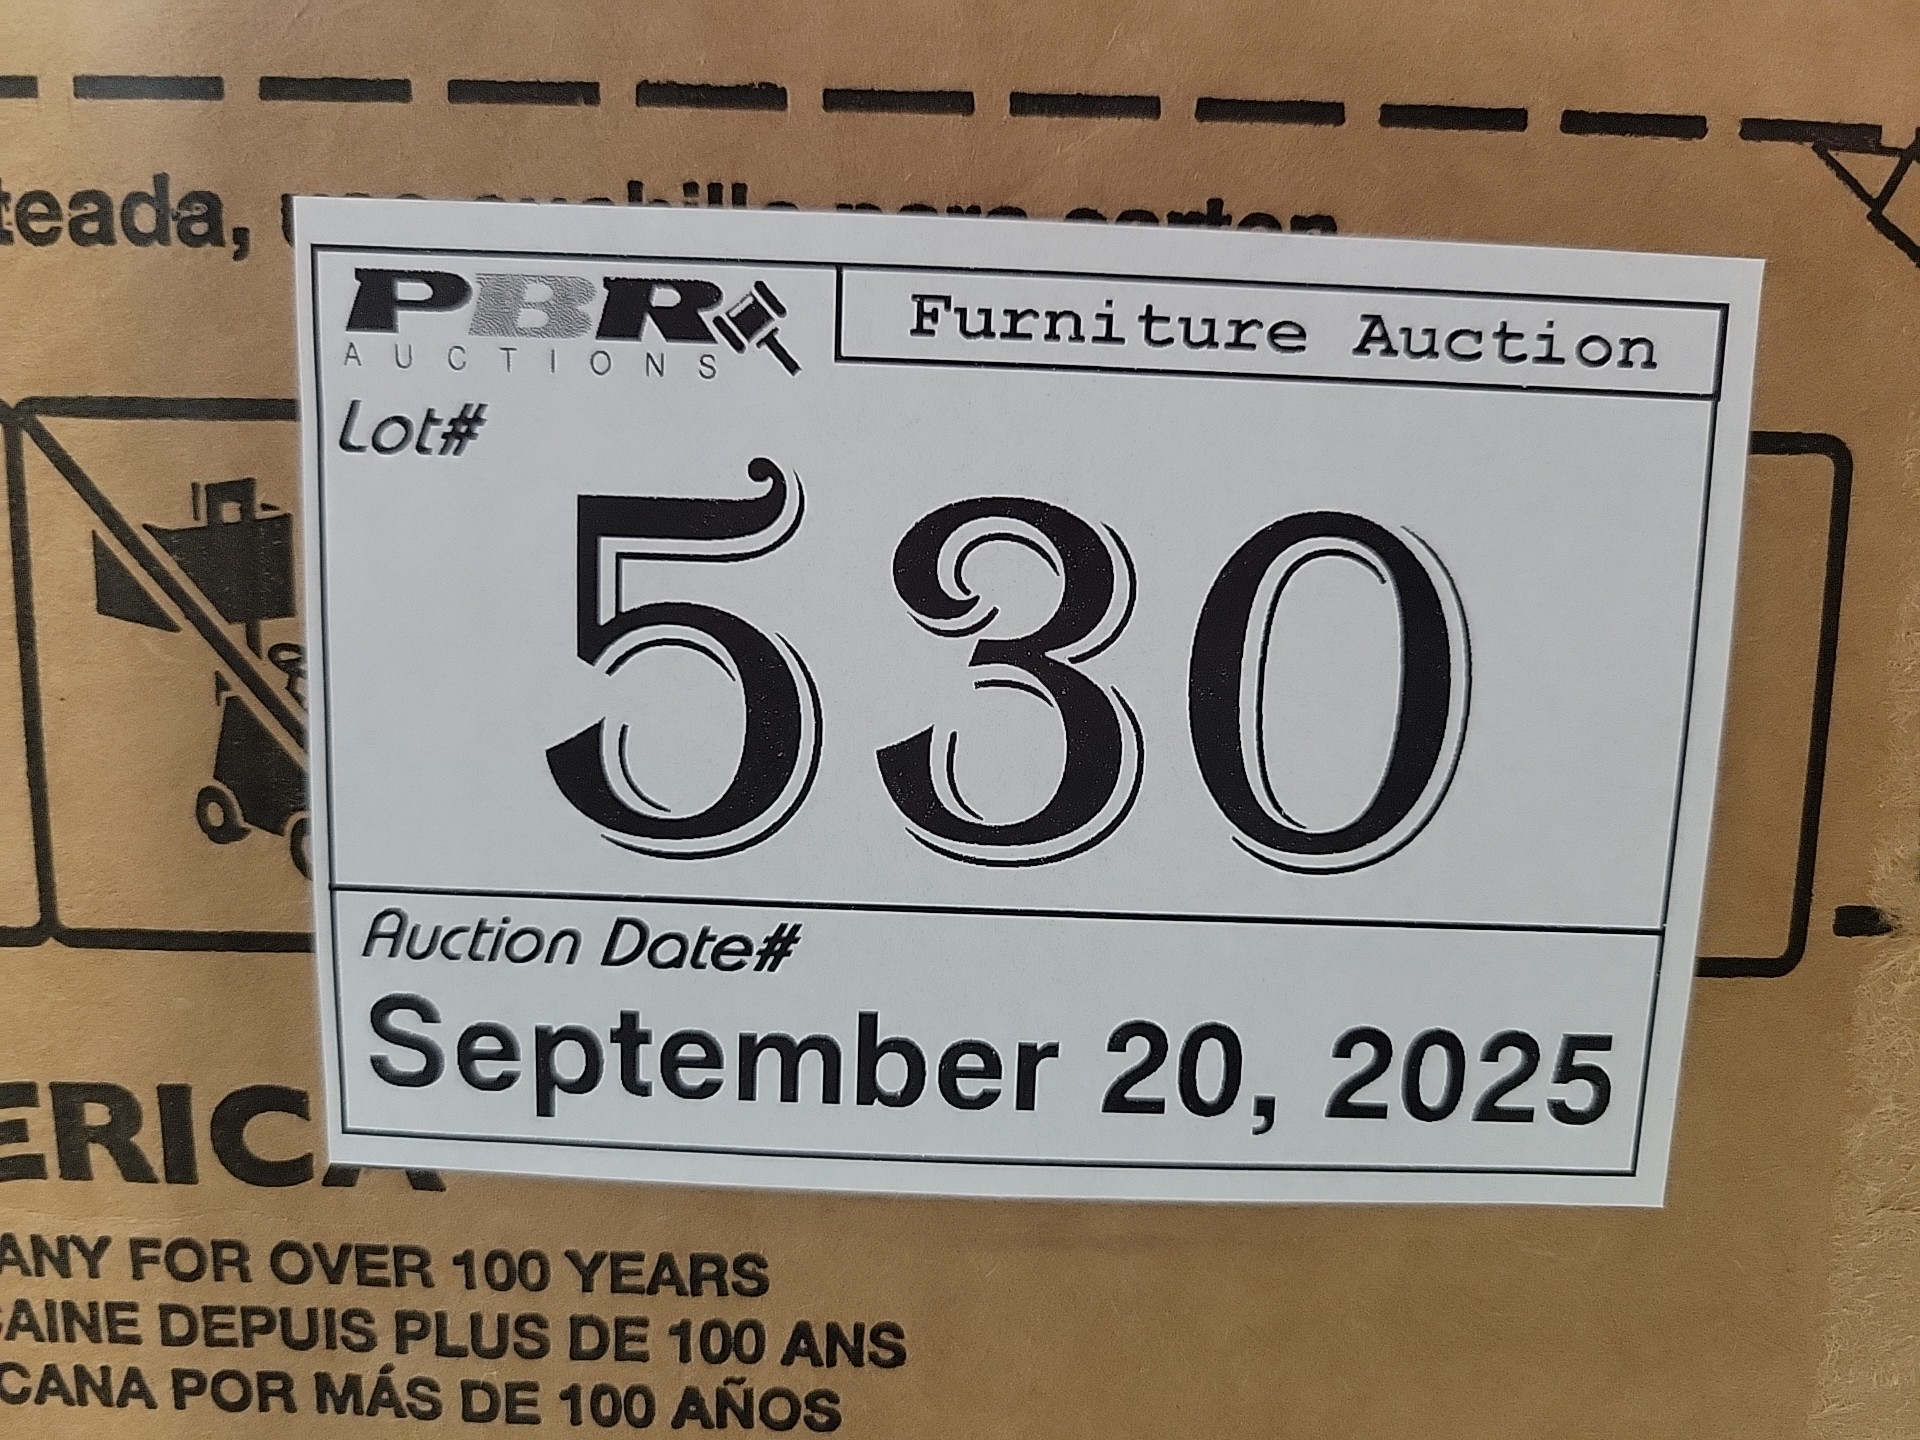 teada,
PBR
AUCTIONS
Furniture Auction
Lot#
530
Auction Date#
September 20, 2025
ERICA
ANY FOR OVER 100 YEARS
CAINE DEPUIS PLUS DE 100 ANS
CANA POR MÁS DE 100 AÑOS